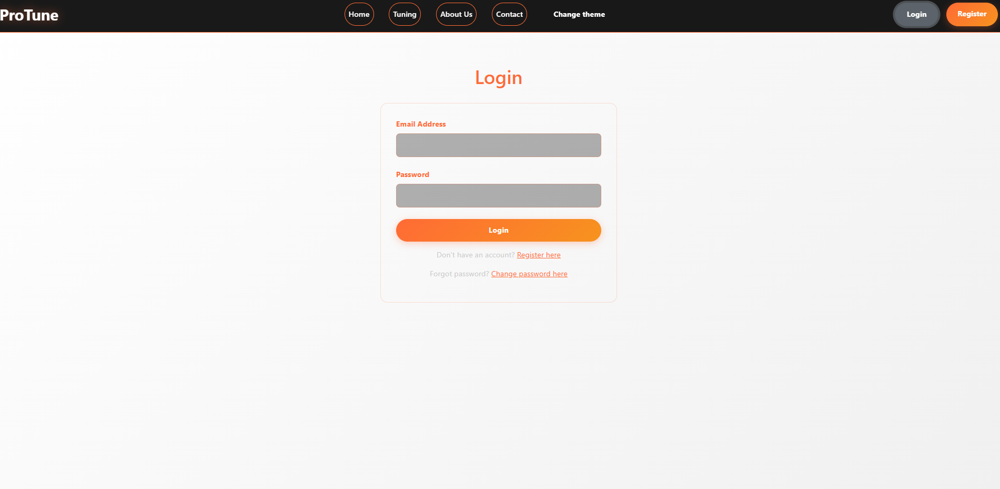 ProTune Home Tuning About Us Contact Change theme Login Register
Login
Email Address
Password
Login
Don't have an account? Register here
Forgot password? Change password here